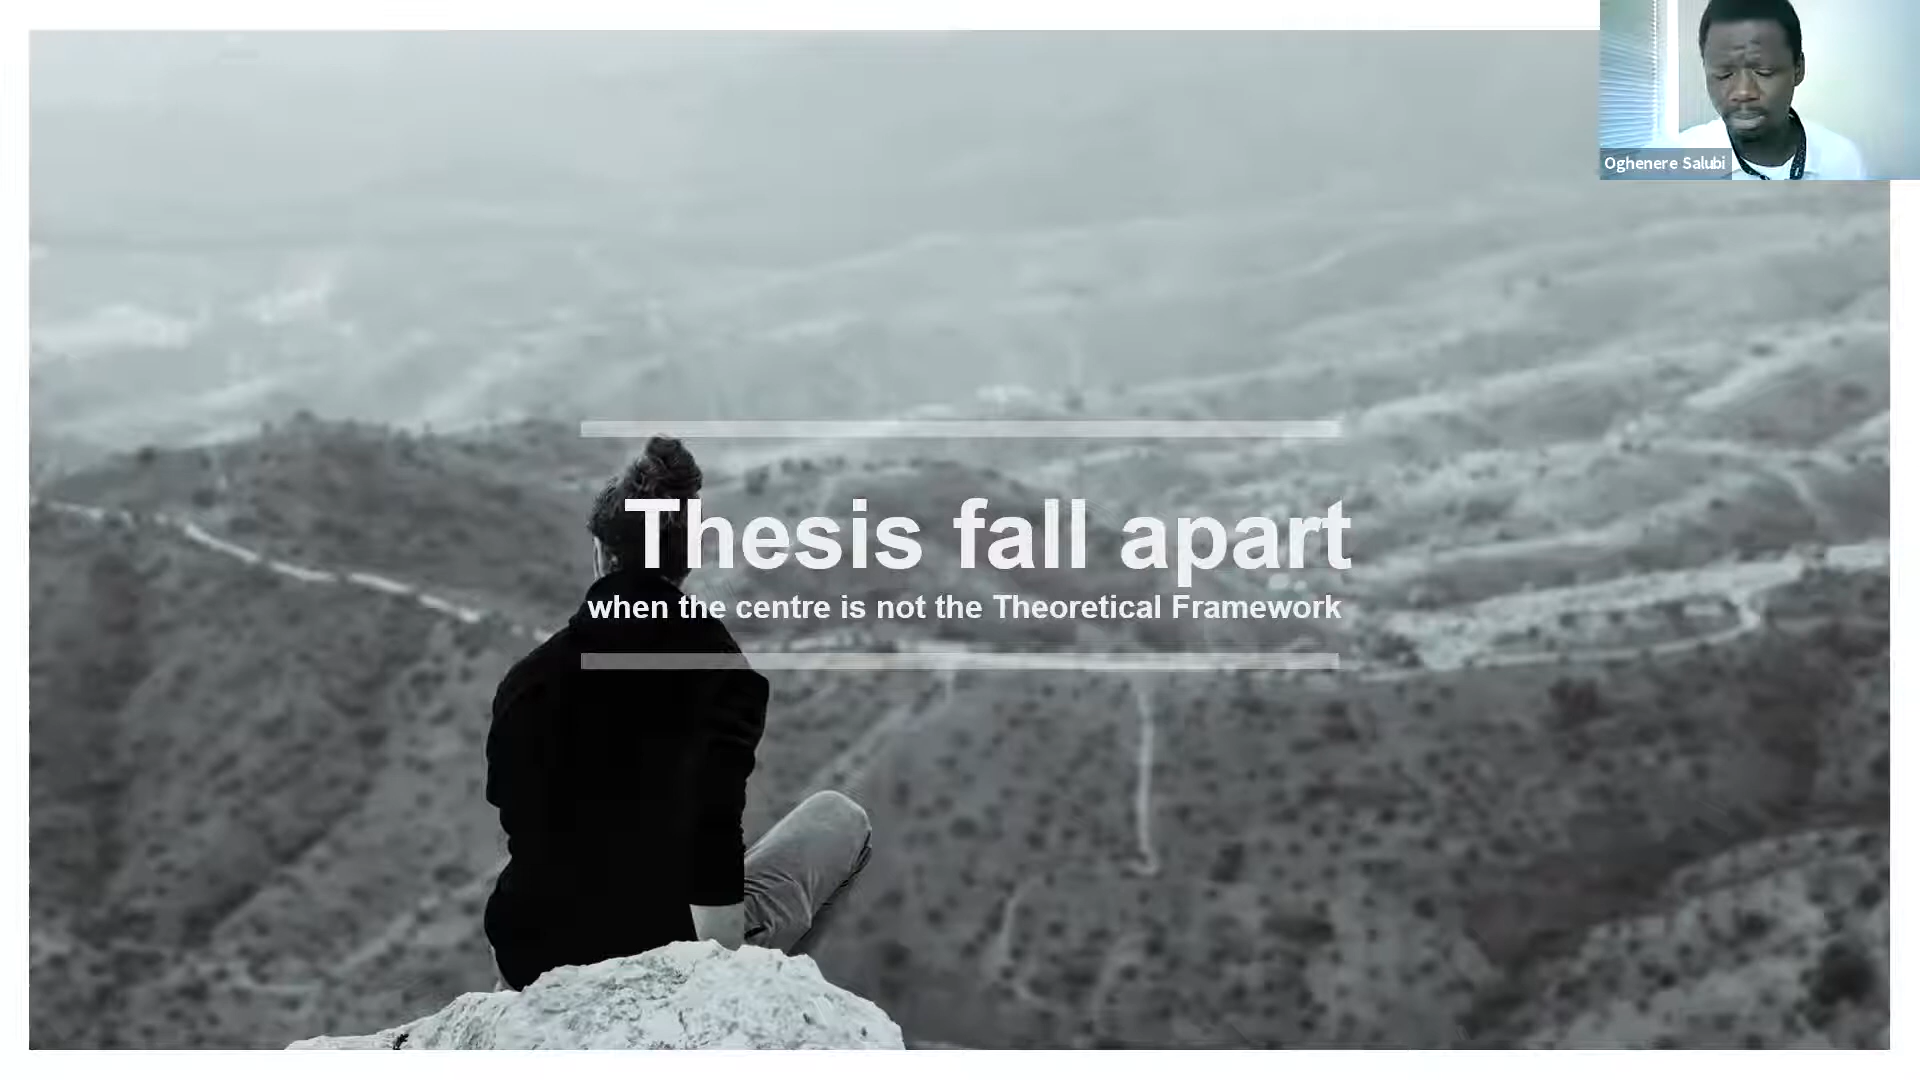 Oghenere Salubi
Thesis fall apart
when the centre is not the Theoretical Framework